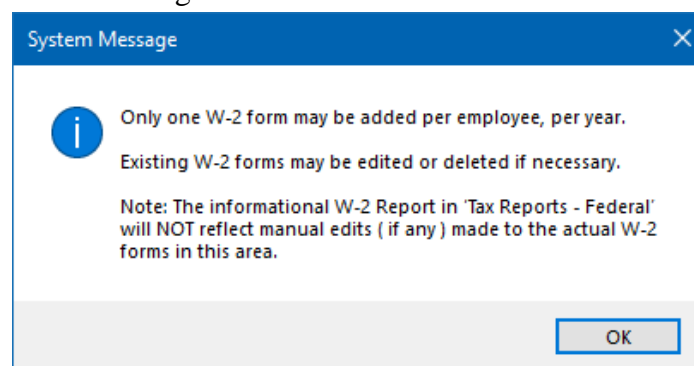 System Message
Only one W-2 form may be added per employee, per year.
Existing W-2 forms may be edited or deleted if necessary.
Note: The informational W-2 Report in 'Tax Reports - Federal'
will NOT reflect manual edits ( if any ) made to the actual W-2
forms in this area.
OK